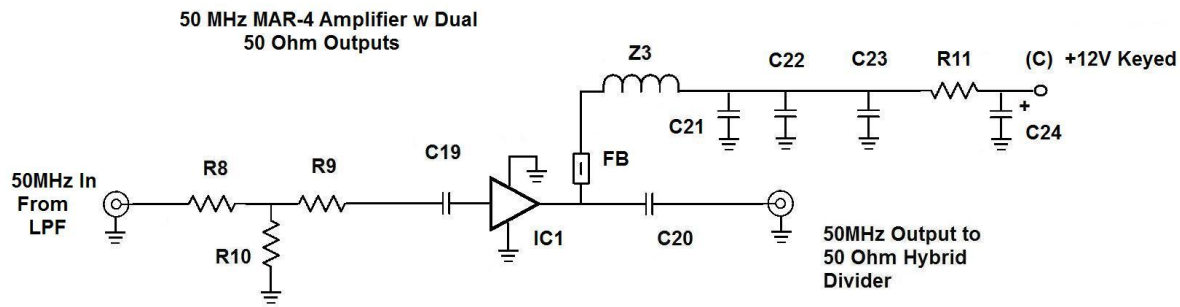 50 MHz MAR-4 Amplifier w Dual
50 Ohm Outputs
Z3
C22
C23
R11
(C) +12V Keyed
C21
+
C24
C19
FB
R8
R9
50MHz In
From
LPF
R10
IC1
C20
50MHz Output to
50 Ohm Hybrid
Divider